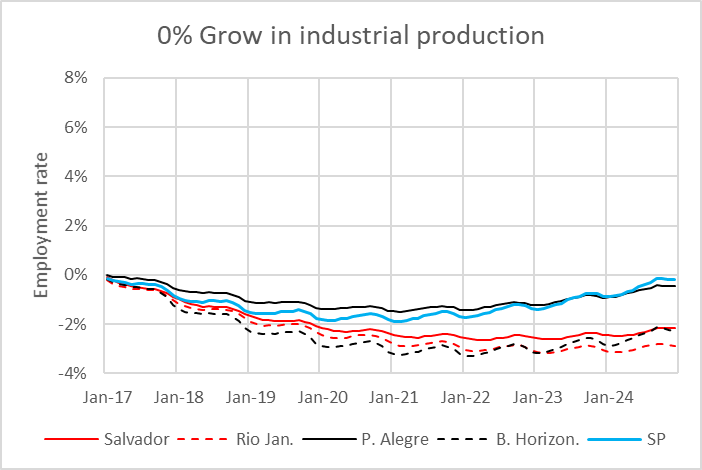 0% Grow in industrial production
Employment rate
8%
6%
4%
2%
0%
-2%
-4%
Jan-17 Jan-18 Jan-19 Jan-20 Jan-21 Jan-22 Jan-23 Jan-24
Salvador Rio Jan. P. Alegre B. Horizon. SP